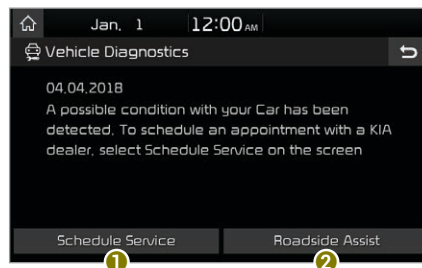 Jan. 1 12:00 AM
Vehicle Diagnostics
04.04.2018
A possible condition with your Car has been
detected. To schedule an appointment with a KIA
dealer, select Schedule Service on the screen
Schedule Service Roadside Assist
1 2